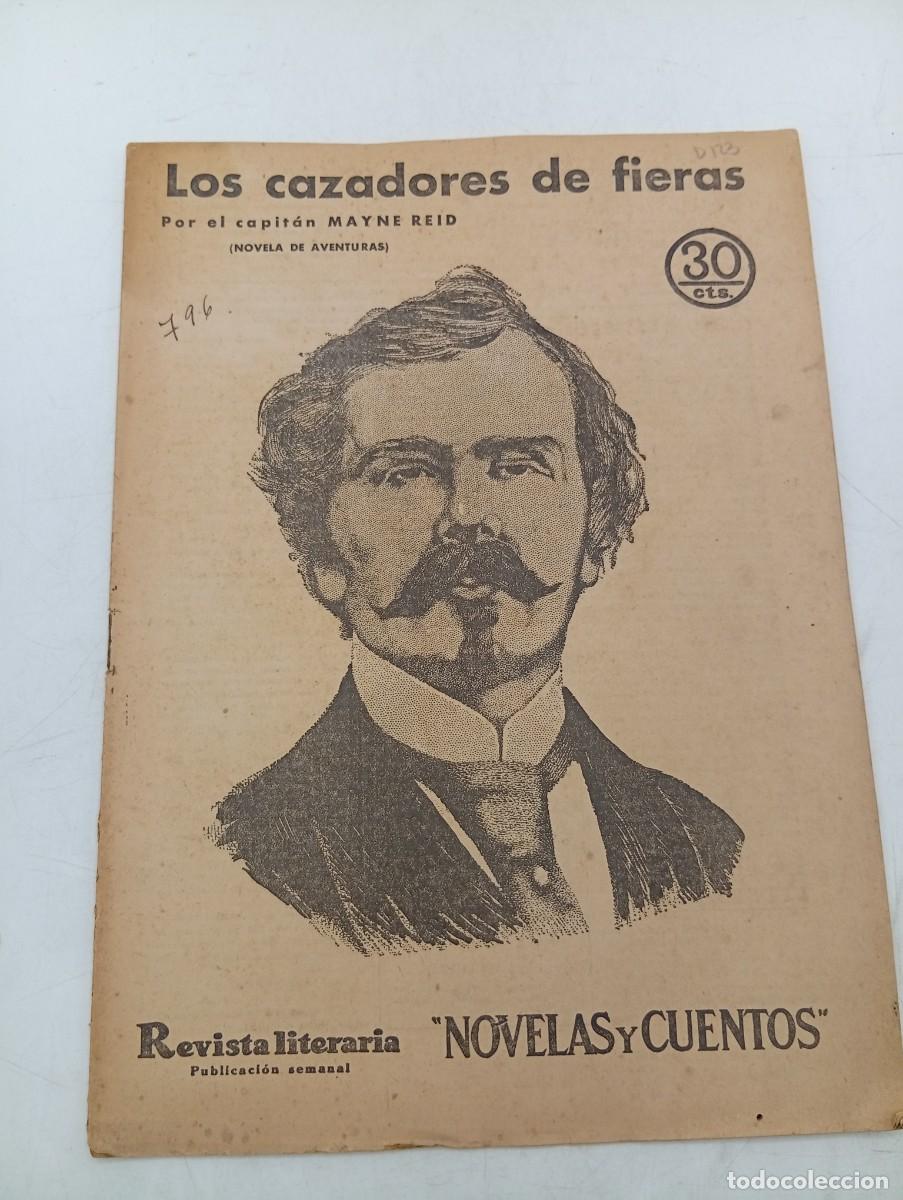 D123
Los cazadores de fieras
Por el capitán MAYNE REID
(NOVELA DE AVENTURAS)
30
cts.
796.
Revista literaria "NOVELAS Y CUENTOS"
Publicación semanal
todocoleccion